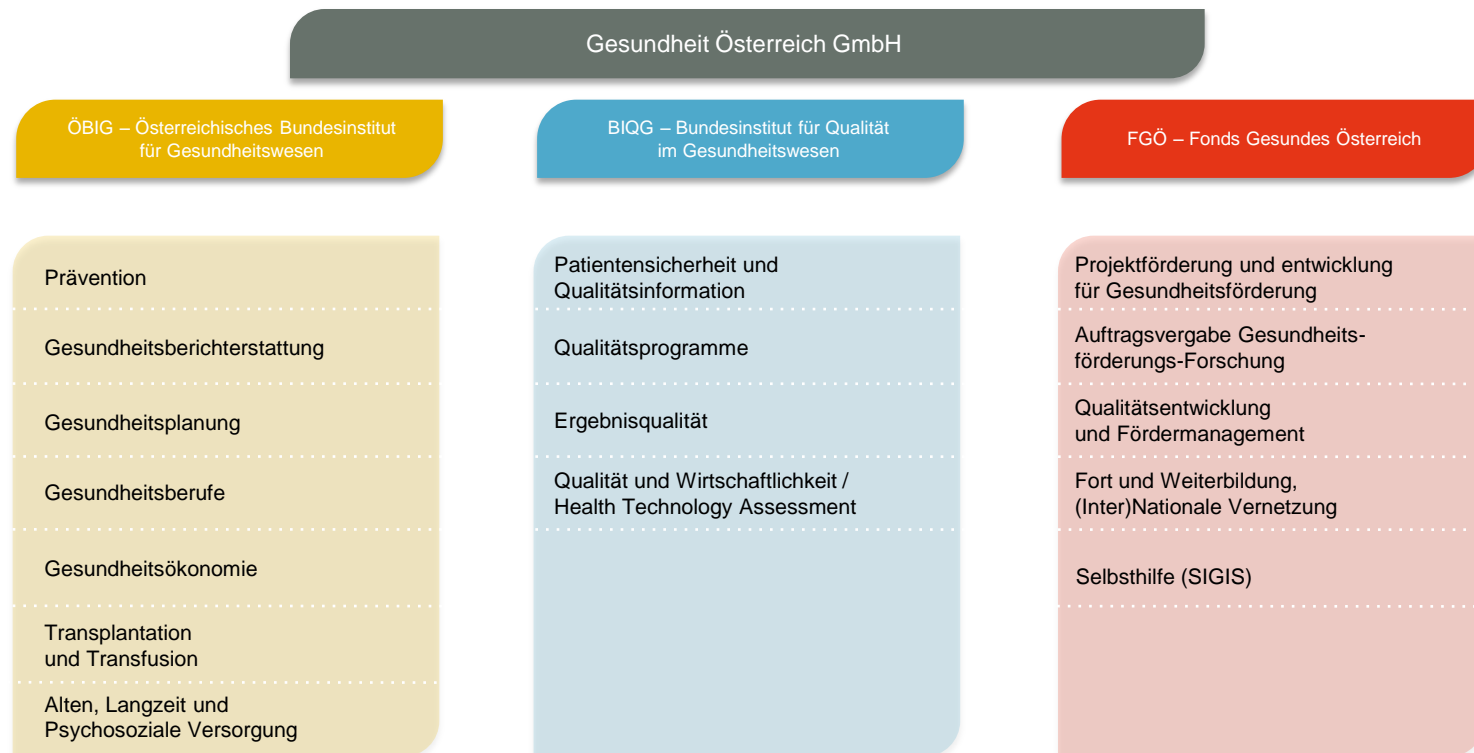 Gesundheit Österreich GmbH
ÖBIG – Österreichisches Bundesinstitut
für Gesundheitswesen
BIQG – Bundesinstitut für Qualität
im Gesundheitswesen
FGÖ – Fonds Gesundes Österreich
Prävention
Gesundheitsberichterstattung
Gesundheitsplanung
Gesundheitsberufe
Gesundheitsökonomie
Transplantation
und Transfusion
Alten, Langzeit und
Psychosoziale Versorgung
Patientensicherheit und
Qualitätsinformation
Qualitätsprogramme
Ergebnisqualität
Qualität und Wirtschaftlichkeit /
Health Technology Assessment
Projektförderung und entwicklung
für Gesundheitsförderung
Auftragsvergabe Gesundheits-
förderungs-Forschung
Qualitätsentwicklung
und Fördermanagement
Fort und Weiterbildung,
(Inter)Nationale Vernetzung
Selbsthilfe (SIGIS)